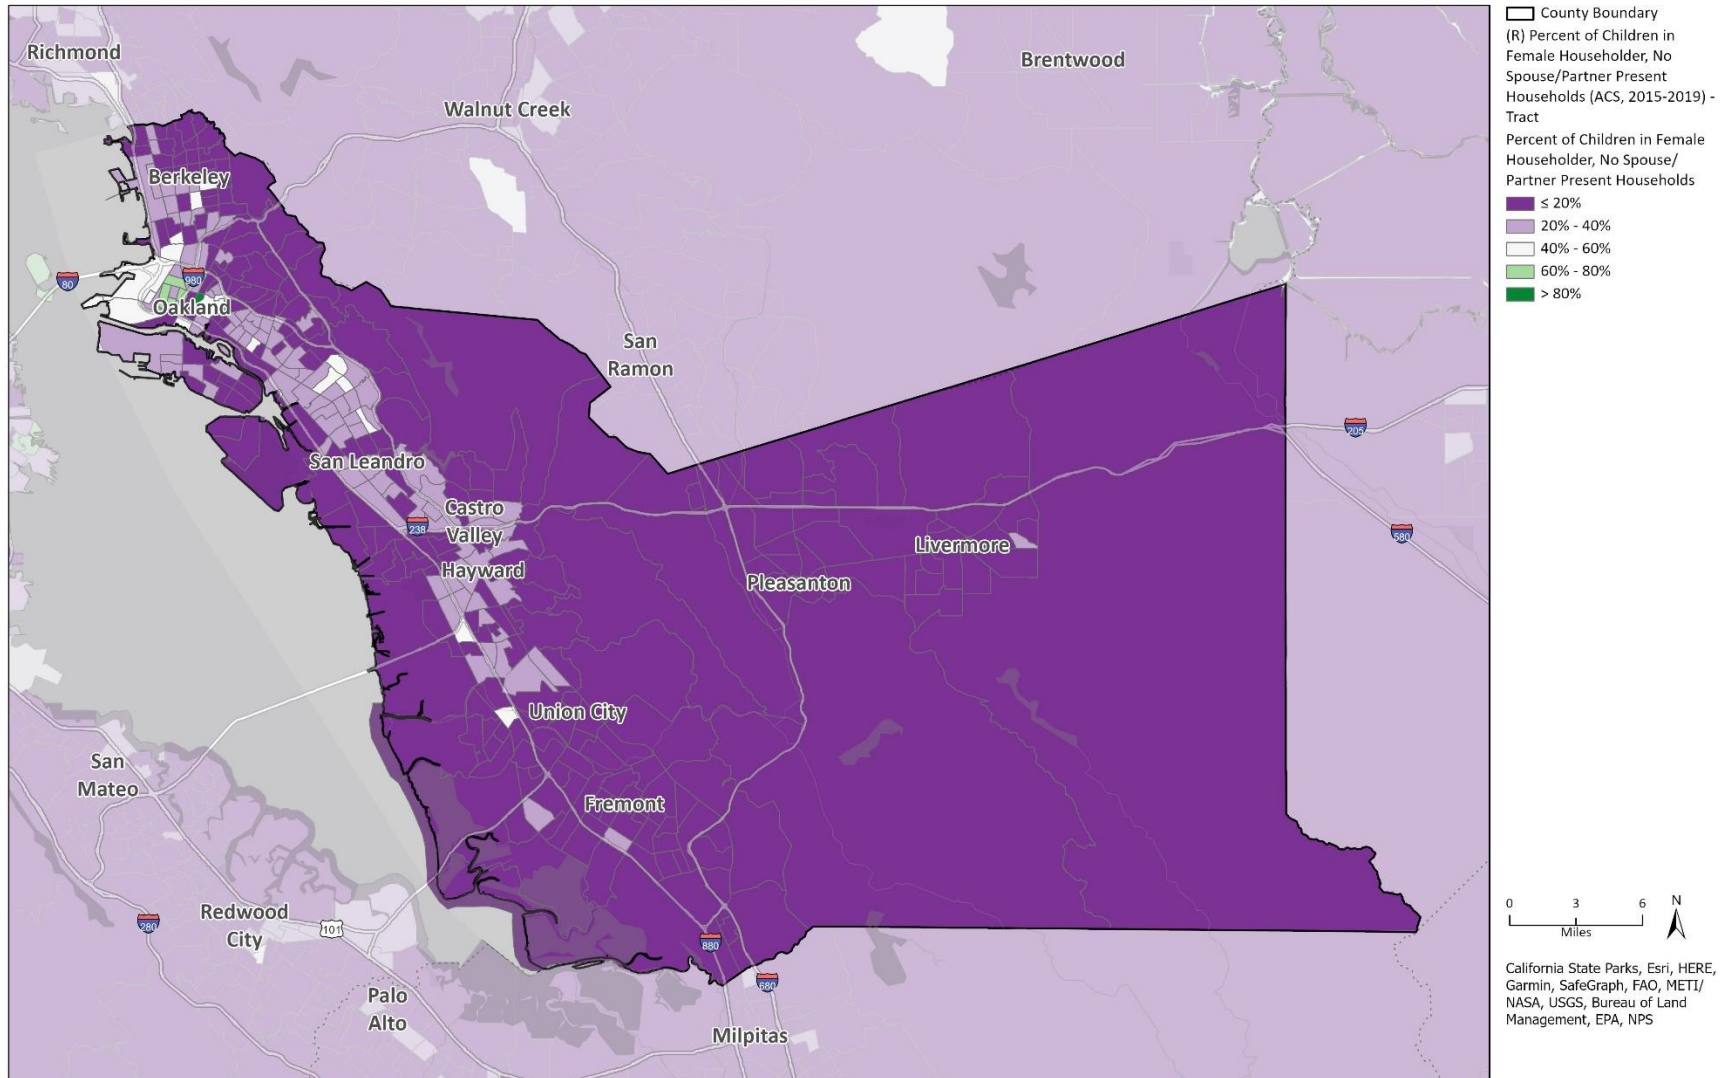 Richmond
Brentwood
Walnut Creek
Berkeley
80
980
Oakland
San
Ramon
205
San Leandro
Castro
Valley
238
580
Livermore
Hayward
Pleasanton
Union City
San
Mateo
Fremont
Redwood
City
280
101
880
680
Palo
Alto
Milpitas
County Boundary
(R) Percent of Children in
Female Householder, No
Spouse/Partner Present
Households (ACS, 2015-2019) -
Tract
Percent of Children in Female
Householder, No Spouse/
Partner Present Households
≤ 20%
20% - 40%
40% - 60%
60% - 80%
> 80%
0 3 6
Miles
N
California State Parks, Esri, HERE,
Garmin, SafeGraph, FAO, METI/
NASA, USGS, Bureau of Land
Management, EPA, NPS